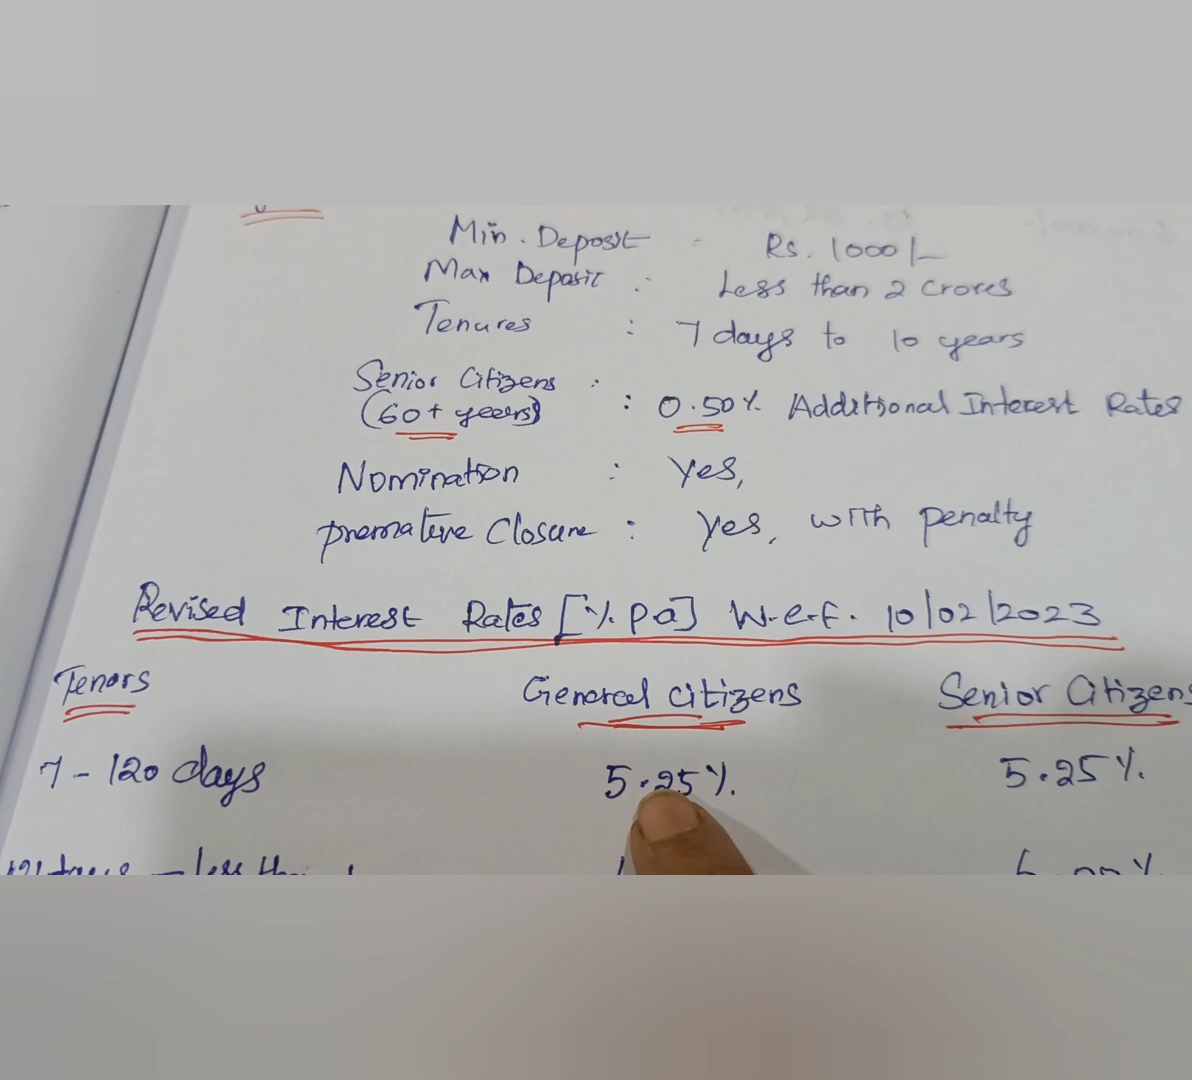 Min. Deposit - Rs. 1000/-
Max Deposit : Less than 2 crores
Tenures : 7 days to 10 years
Senior Citizens :
(60+ years) : 0.50% Additional Interest Rates
Nomination : Yes,
premative Closure : Yes, with penalty
Revised Interest Rates [% pa] W.e.f. 10/02/2023
Tenors General citizens Senior Citizens
7 - 120 days 5.25% 5.25%